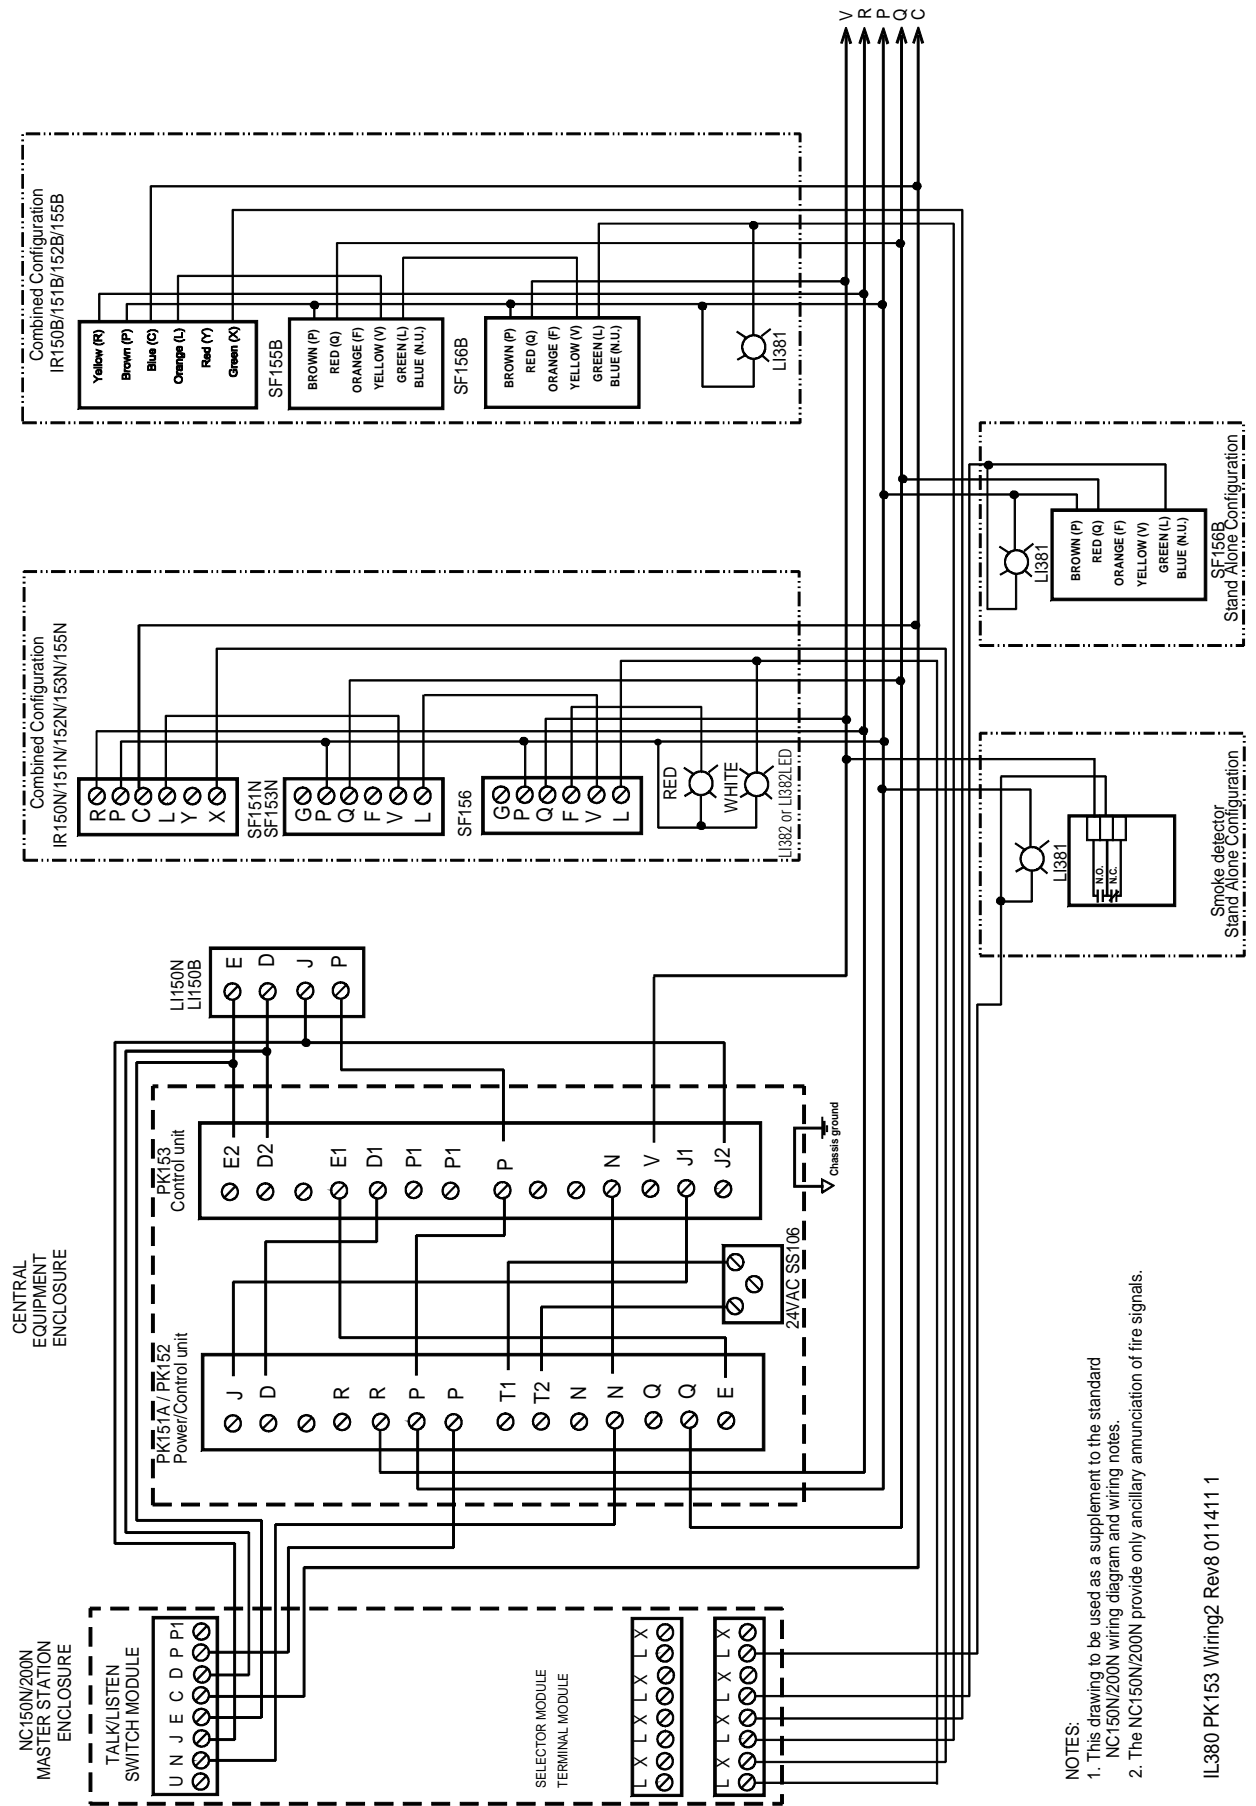 V
R
P
Q
C
Combined Configuration
IR150B/151B/152B/155B
Yellow (R)
Brown (P)
Blue (C)
Orange (L)
Red (Y)
Green (X)
SF155B
BROWN (P)
RED (Q)
ORANGE (F)
YELLOW (V)
GREEN (L)
BLUE (N.U.)
SF156B
BROWN (P)
RED (Q)
ORANGE (F)
YELLOW (V)
GREEN (L)
BLUE (N.U.)
LI381
Combined Configuration
IR150N/151N/152N/153N/155N
R
P
C
L
Y
X
SF151N
SF153N
G
P
Q
F
V
L
SF156
G
P
Q
F
V
L
RED
WHITE
LI382 or LI382LED
LI381
BROWN (P)
RED (Q)
ORANGE (F)
YELLOW (V)
GREEN (L)
BLUE (N.U.)
SF156B
Stand Alone Configuration
LI381
N.O.
N.C.
Smoke detector
Stand Alone Configuration
LI150N
LI150B
E
D
J
P
CENTRAL
EQUIPMENT
ENCLOSURE
PK153
Control unit
E2
D2
E1
D1
P1
P1
P
N
V
J1
J2
Chassis ground
24VAC SS106
PK151A / PK152
Power/Control unit
J
D
R
R
P
P
T1
T2
N
N
Q
Q
E
NC150N/200N
MASTER STATION
ENCLOSURE
TALK/LISTEN
SWITCH MODULE
U N J E C D P P1
SELECTOR MODULE
TERMINAL MODULE
L X L X L X L X
L X L X L X L X
NOTES:
1. This drawing to be used as a supplement to the standard
NC150N/200N wiring diagram and wiring notes.
2. The NC150N/200N provide only ancillary annunciation of fire signals.
IL380 PK153 Wiring2 Rev8 011411 1